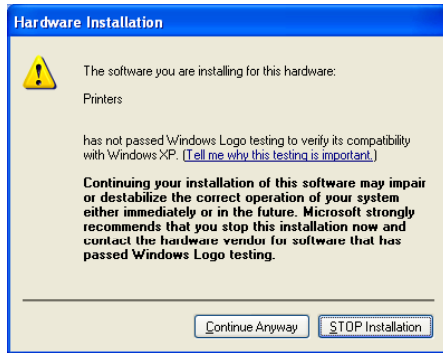 Hardware Installation
The software you are installing for this hardware:
Printers
has not passed Windows Logo testing to verify its compatibility
with Windows XP. (Tell me why this testing is important.)
Continuing your installation of this software may impair
or destabilize the correct operation of your system
either immediately or in the future. Microsoft strongly
recommends that you stop this installation now and
contact the hardware vendor for software that has
passed Windows Logo testing.
Continue Anyway
STOP Installation